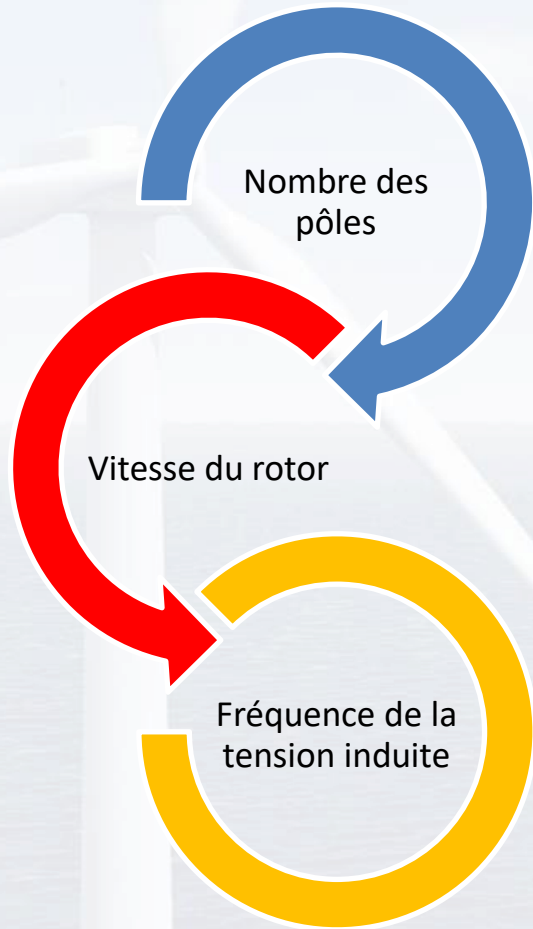 Nombre des
pôles
Vitesse du rotor
Fréquence de la
tension induite